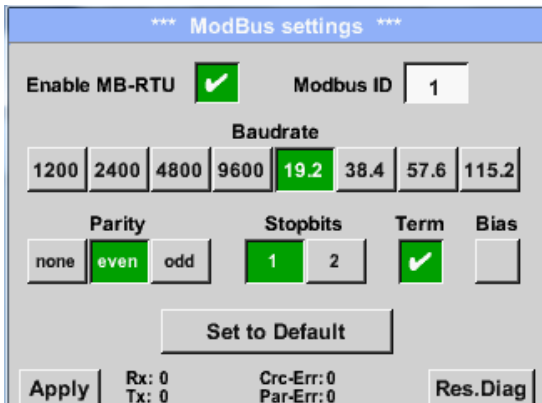 *** ModBus settings ***
Enable MB-RTU ✔ Modbus ID 1
Baudrate
1200 2400 4800 9600 19.2 38.4 57.6 115.2
Parity Stopbits Term Bias
none even odd 1 2 ✔
Set to Default
Apply Rx: 0 Crc-Err: 0 Res.Diag
Tx: 0 Par-Err: 0